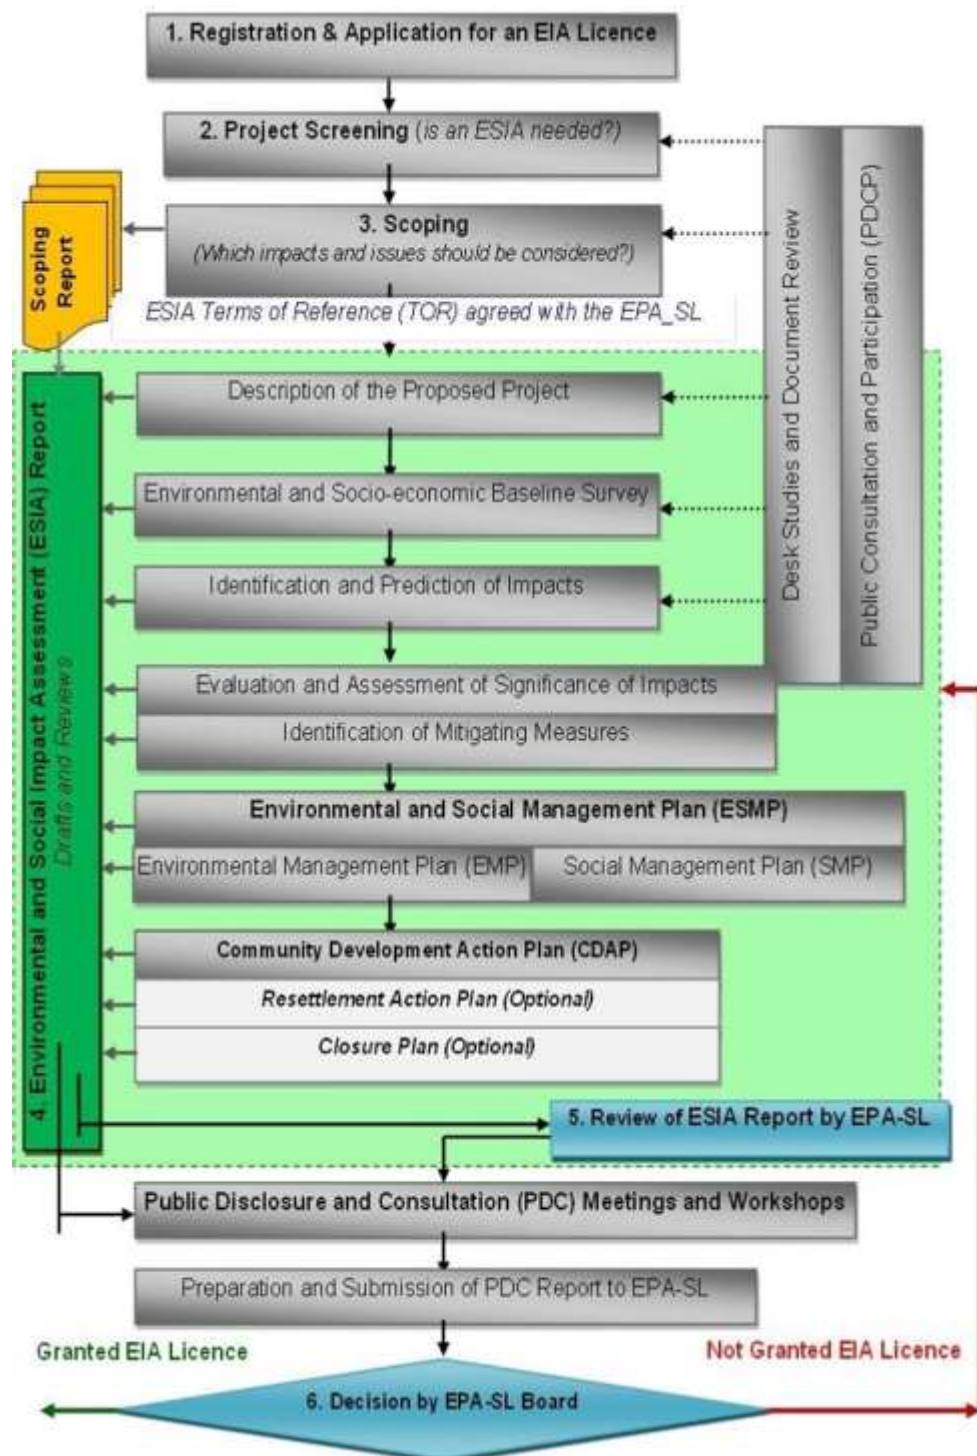 1. Registration & Application for an EIA Licence
2. Project Screening (is an ESIA needed?)
3. Scoping
(Which impacts and issues should be considered?)
Scoping
Report
ESIA Terms of Reference (TOR) agreed with the EPA_SL
Desk Studies and Document Review
Public Consultation and Participation (PDCP)
4. Environmental and Social Impact Assessment (ESIA) Report
Drafts and Reviews
Description of the Proposed Project
Environmental and Socio-economic Baseline Survey
Identification and Prediction of Impacts
Evaluation and Assessment of Significance of Impacts
Identification of Mitigating Measures
Environmental and Social Management Plan (ESMP)
Environmental Management Plan (EMP)
Social Management Plan (SMP)
Community Development Action Plan (CDAP)
Resettlement Action Plan (Optional)
Closure Plan (Optional)
5. Review of ESIA Report by EPA-SL
Public Disclosure and Consultation (PDC) Meetings and Workshops
Preparation and Submission of PDC Report to EPA-SL
Granted EIA Licence
Not Granted EIA Licence
6. Decision by EPA-SL Board